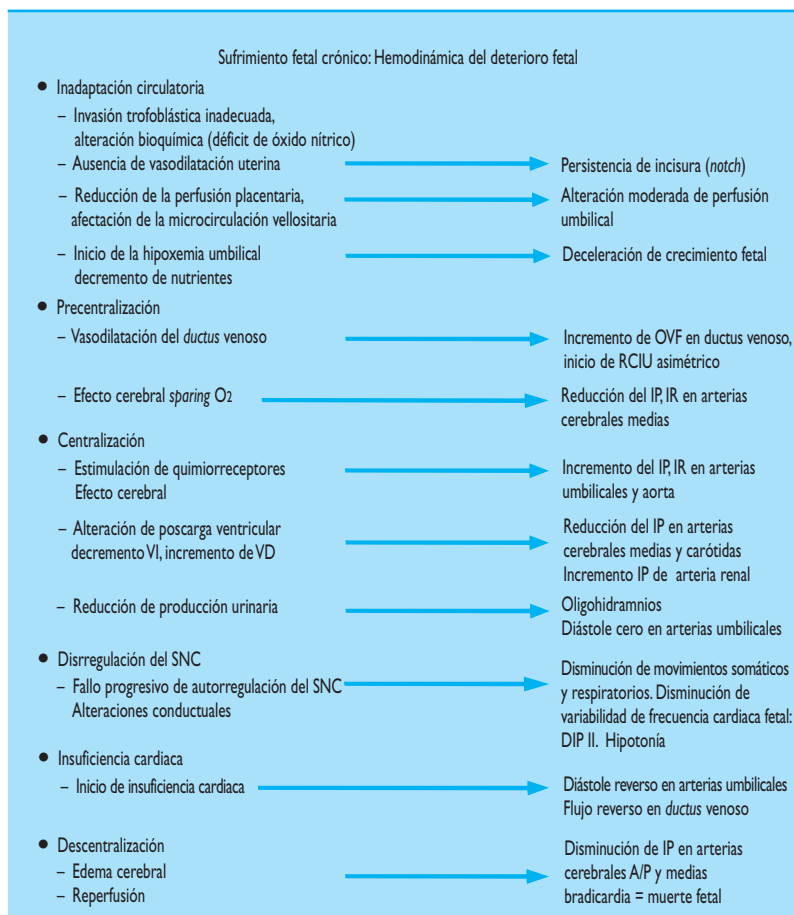 Sufrimiento fetal crónico: Hemodinámica del deterioro fetal
• Inadaptación circulatoria
– Invasión trofoblástica inadecuada,
alteración bioquímica (déficit de óxido nítrico)
– Ausencia de vasodilatación uterina
Persistencia de incisura (notch)
– Reducción de la perfusión placentaria,
afectación de la microcirculación vellositaria
Alteración moderada de perfusión
umbilical
– Inicio de la hipoxemia umbilical
decremento de nutrientes
Deceleración de crecimiento fetal
• Precentralización
– Vasodilatación del ductus venoso
Incremento de OVF en ductus venoso,
inicio de RCIU asimétrico
– Efecto cerebral sparing O2
Reducción del IP, IR en arterias
cerebrales medias
• Centralización
– Estimulación de quimiorreceptores
Efecto cerebral
Incremento del IP, IR en arterias
umbilicales y aorta
– Alteración de poscarga ventricular
decremento VI, incremento de VD
Reducción del IP en arterias
cerebrales medias y carótidas
Incremento IP de arteria renal
– Reducción de producción urinaria
Oligohidramnios
Diástole cero en arterias umbilicales
• Disrregulación del SNC
– Fallo progresivo de autorregulación del SNC
Alteraciones conductuales
Disminución de movimientos somáticos
y respiratorios. Disminución de
variabilidad de frecuencia cardiaca fetal:
DIP II. Hipotonía
• Insuficiencia cardiaca
– Inicio de insuficiencia cardiaca
Diástole reverso en arterias umbilicales
Flujo reverso en ductus venoso
• Descentralización
– Edema cerebral
– Reperfusión
Disminución de IP en arterias
cerebrales A/P y medias
bradicardia = muerte fetal